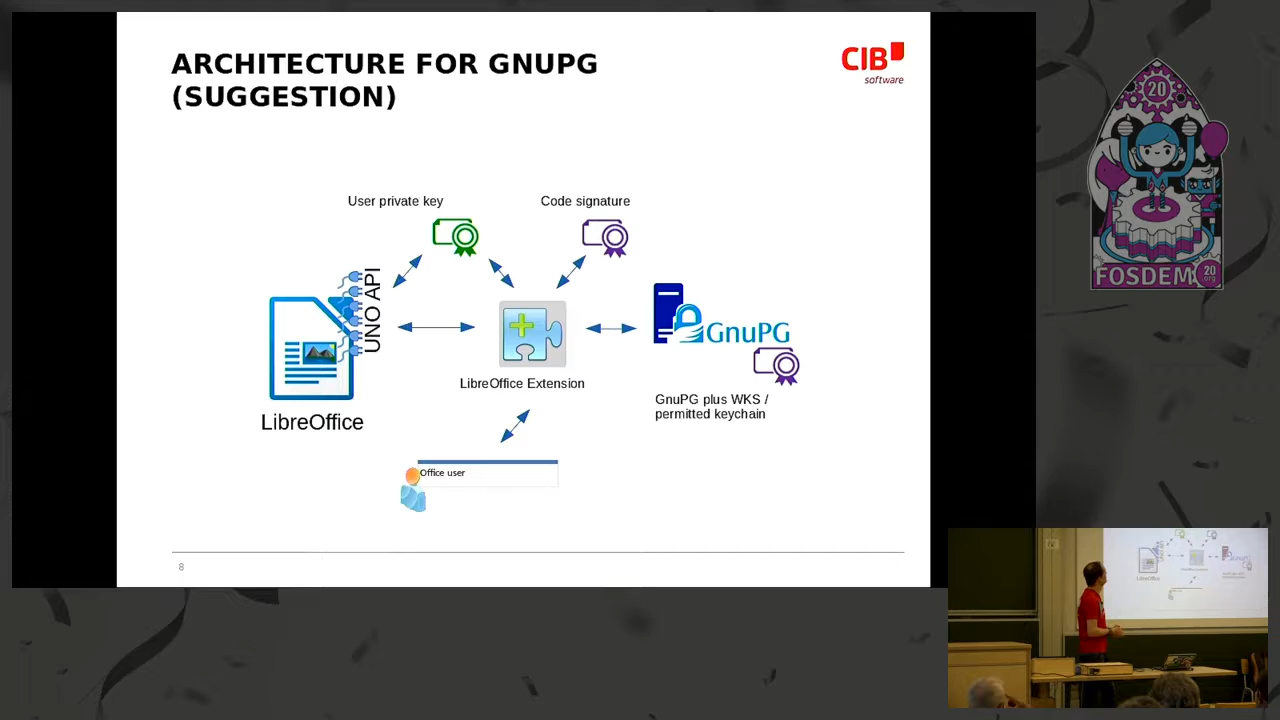 ARCHITECTURE FOR GNUPG
(SUGGESTION)
CIB
software
User private key
Code signature
UNO API
GnuPG
LibreOffice Extension
GnuPG plus WKS /
permitted keychain
LibreOffice
Office user
8
20
FOSDEM
20
.org